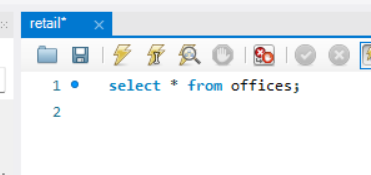 retail*
1 select * from offices;
2